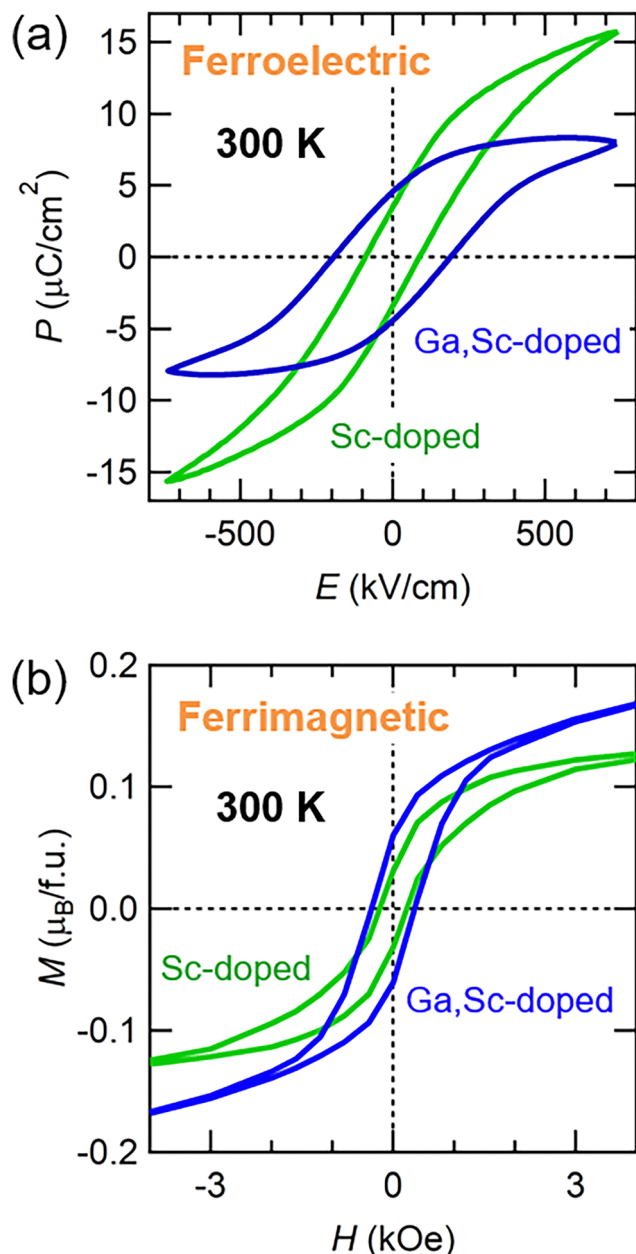 (a)
Ferroelectric
300 K
15
10
5
0
-5
-10
-15
P (μC/cm²)
Ga,Sc-doped
Sc-doped
-500
0
500
E (kV/cm)
(b)
Ferrimagnetic
300 K
0.2
0.1
0.0
-0.1
-0.2
M (μB/f.u.)
Sc-doped
Ga,Sc-doped
-3
0
3
H (kOe)